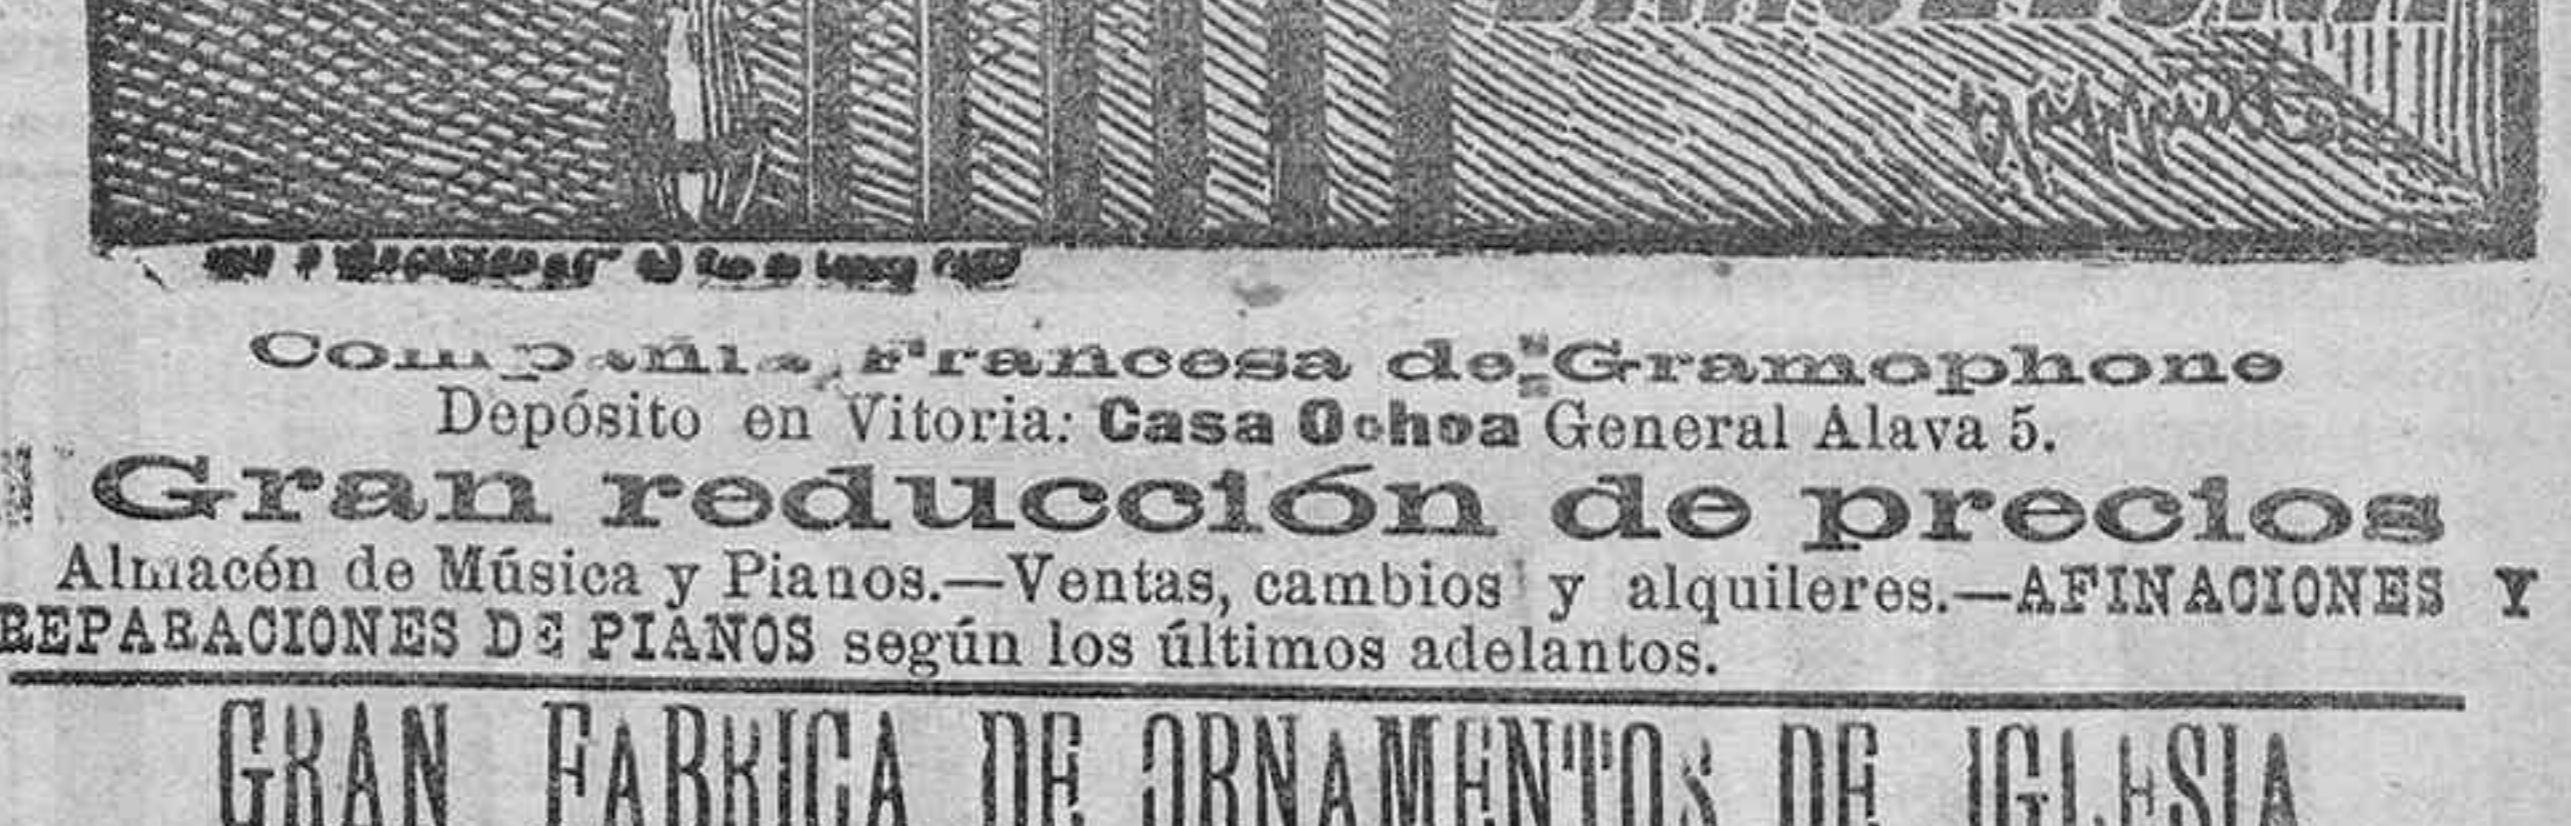 Compañia Francesa de Gramophone
Depósito en Vitoria: Casa Ochoa General Alava 5.
Gran reducción de precios
Almacén de Música y Pianos.—Ventas, cambios y alquileres.—AFINACIONES Y
REPARACIONES DE PIANOS según los últimos adelantos.
GRAN FABRICA DE ORNAMENTOS DE IGLESIA